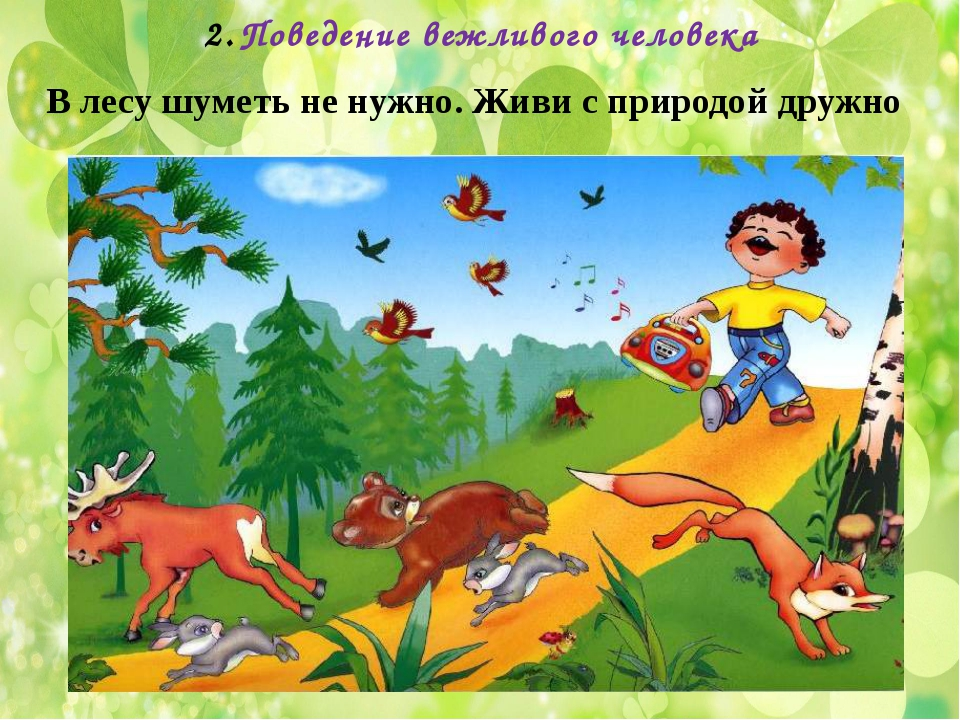 2. Поведение вежливого человека
В лесу шуметь не нужно. Живи с природой дружно